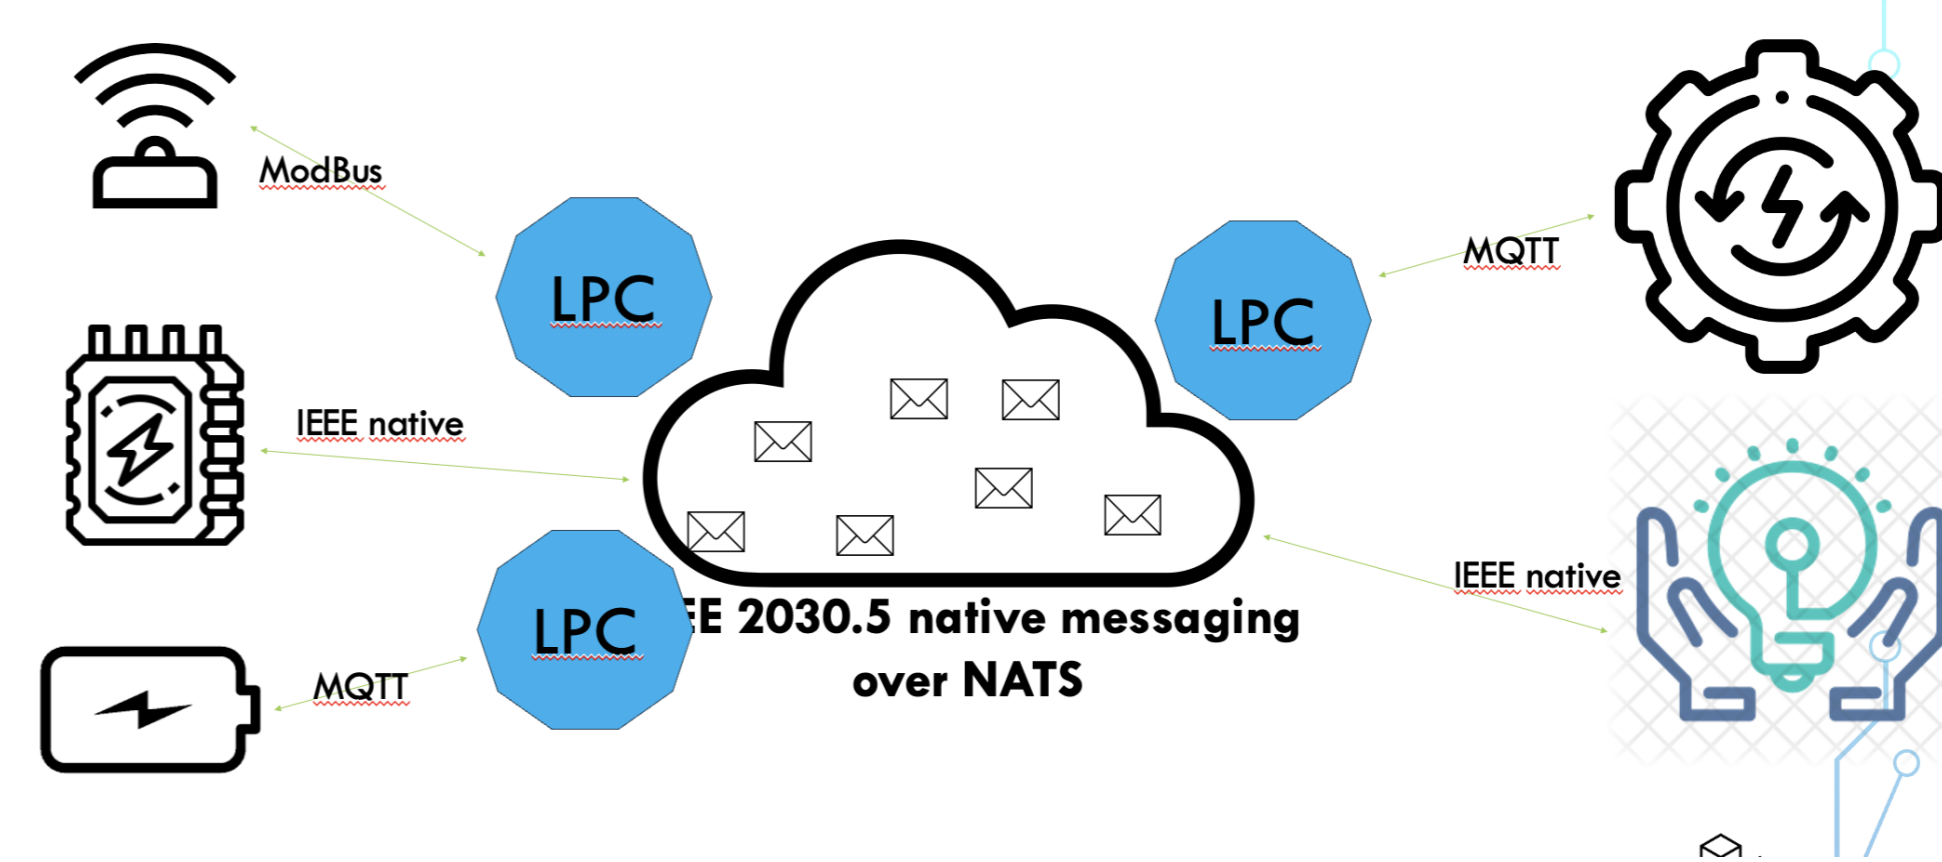 ModBus
LPC
MQTT
LPC
IEEE native
IEEE native
LPC
EE 2030.5 native messaging
over NATS
MQTT